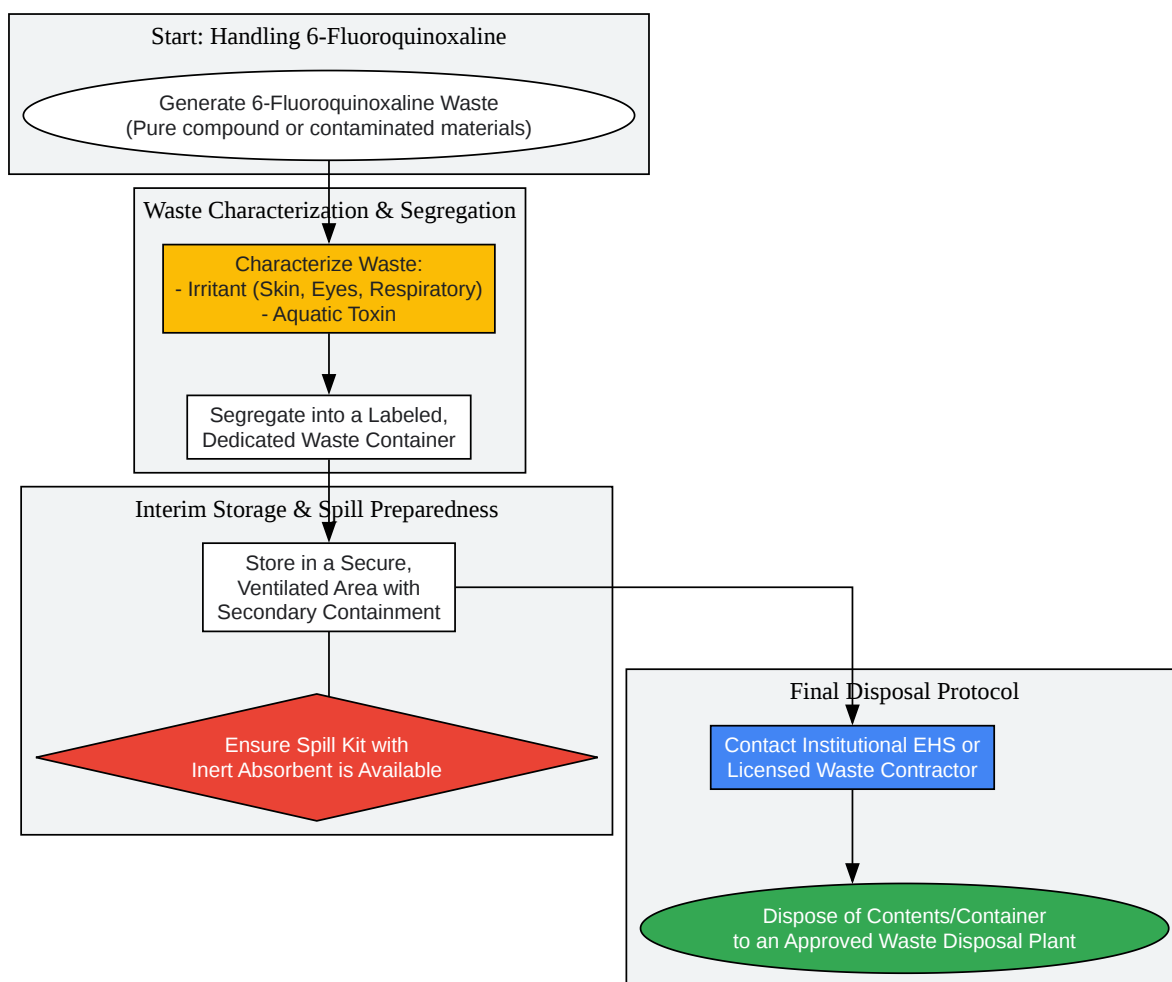 Start: Handling 6-Fluoroquinoxaline
Generate 6-Fluoroquinoxaline Waste
(Pure compound or contaminated materials)
Waste Characterization & Segregation
Characterize Waste:
- Irritant (Skin, Eyes, Respiratory)
- Aquatic Toxin
Segregate into a Labeled,
Dedicated Waste Container
Interim Storage & Spill Preparedness
Store in a Secure,
Ventilated Area with
Secondary Containment
Ensure Spill Kit with
Inert Absorbent is Available
Final Disposal Protocol
Contact Institutional EHS or
Licensed Waste Contractor
Dispose of Contents/Container
to an Approved Waste Disposal Plant